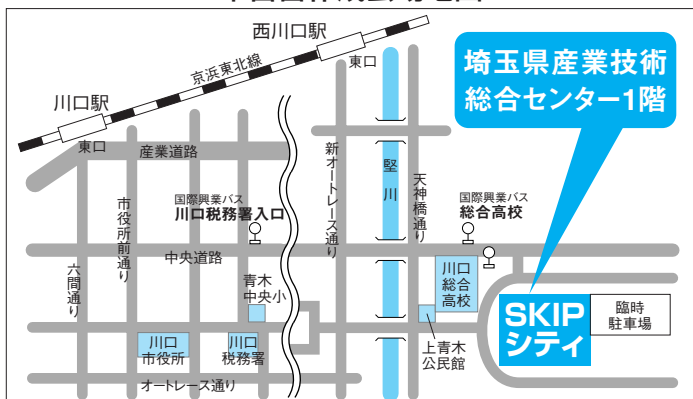 西川口駅
東口
京浜東北線
川口駅
東口
埼玉県産業技術
総合センター1階
産業道路
新オートレース通り
竪川
天神橋通り
市役所前通り
国際興業バス
川口税務署入口
国際興業バス
総合高校
六間通り
中央道路
青木
中央小
川口
総合
高校
川口
市役所
川口
税務署
上青木
公民館
SKIP
シティ
臨時
駐車場
オートレース通り